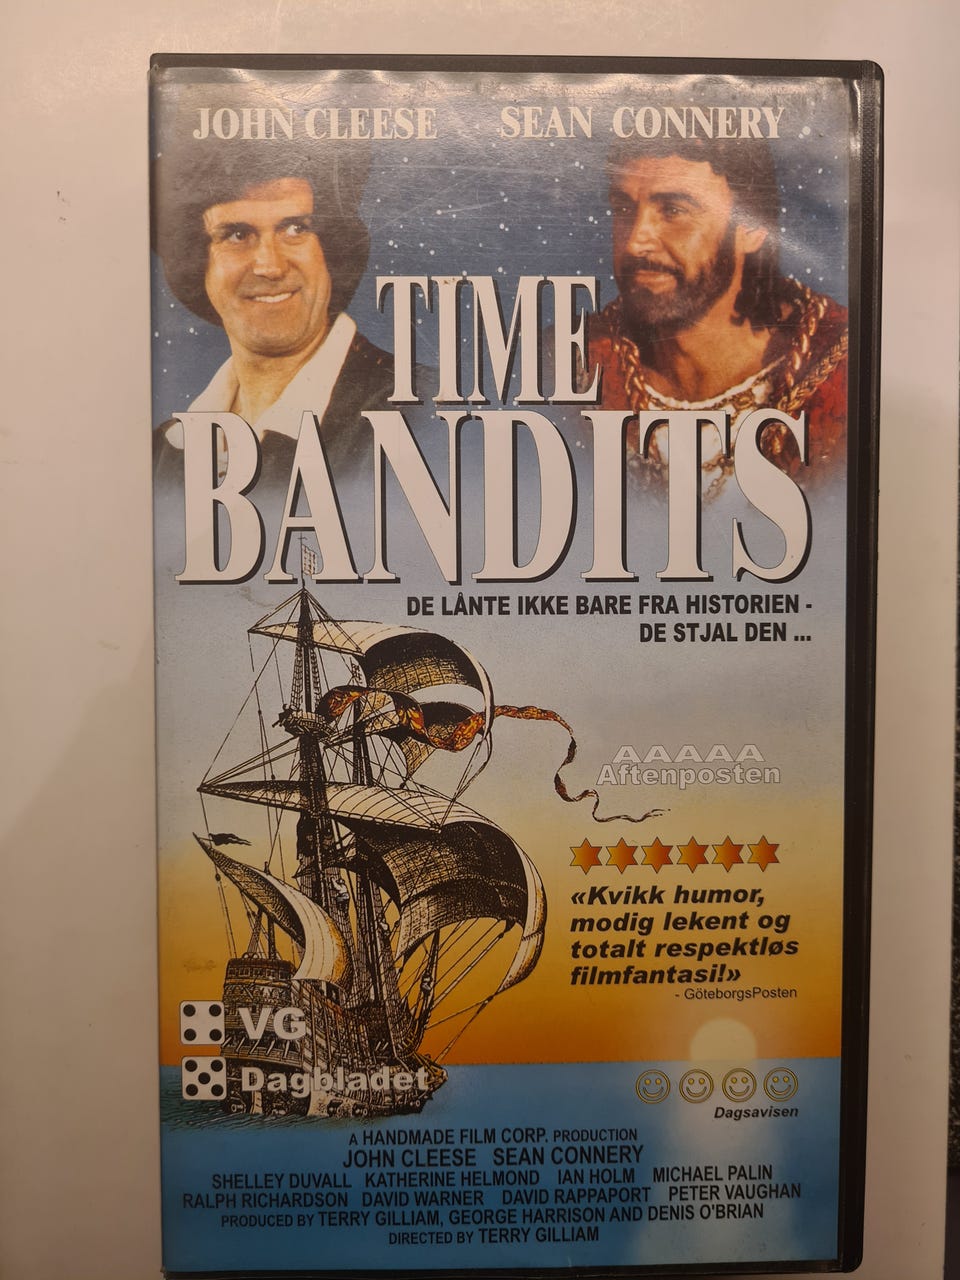 JOHN CLEESE SEAN CONNERY
TIME
BANDITS
DE LÅNTE IKKE BARE FRA HISTORIEN -
DE STJAL DEN ...
AAAAA
Aftenposten
«Kvikk humor,
modig lekent og
totalt respektløs
filmfantasi!»
- GöteborgsPosten
VG
Dagbladet
Dagsavisen
A HANDMADE FILM CORP. PRODUCTION
JOHN CLEESE SEAN CONNERY
SHELLEY DUVALL KATHERINE HELMOND IAN HOLM MICHAEL PALIN
RALPH RICHARDSON DAVID WARNER DAVID RAPPAPORT PETER VAUGHAN
PRODUCED BY TERRY GILLIAM, GEORGE HARRISON AND DENIS O'BRIAN
DIRECTED BY TERRY GILLIAM